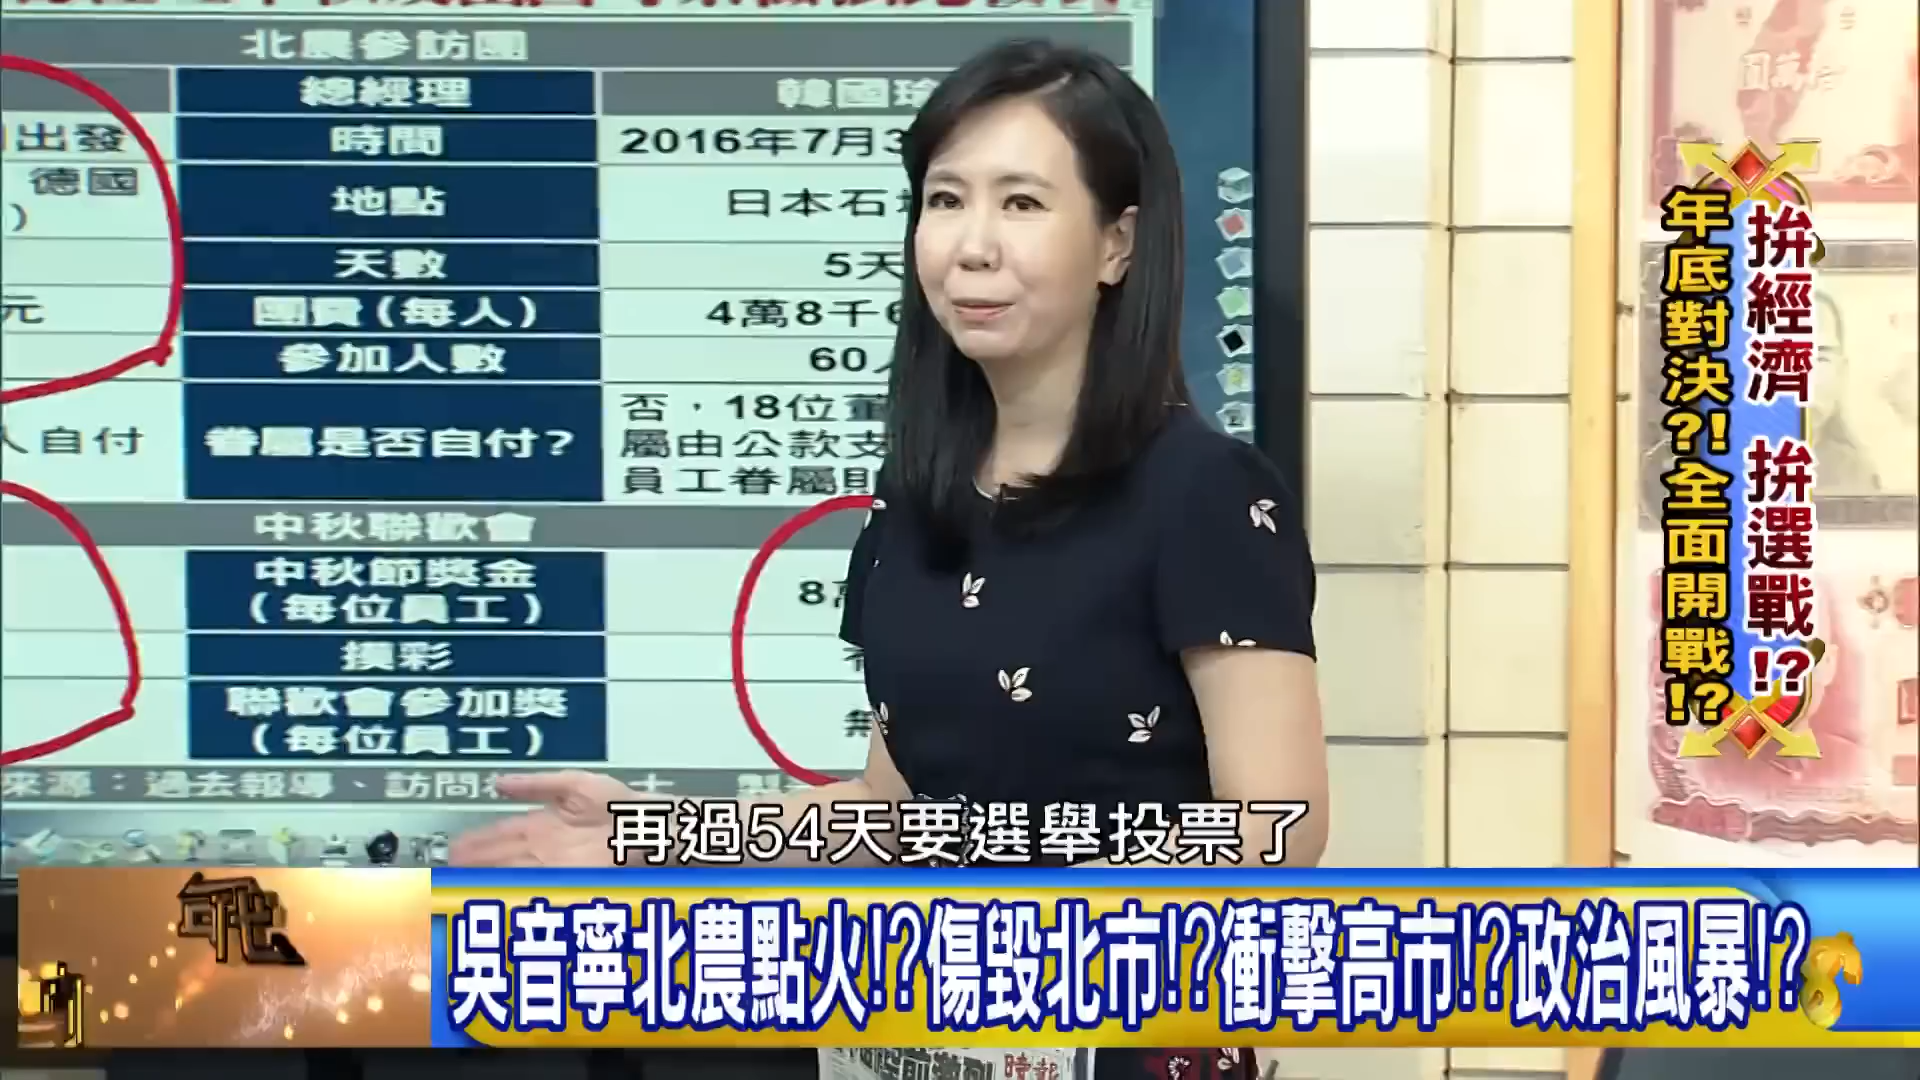 北農參訪團
總經理
韓國瑜
出發
時間
2016年7月3
德國
)
地點
日本石
天數
5天
元
團費(每人)
4萬8千6
參加人數
60人
人自付
眷屬是否自付?
否，18位董
屬由公款支
員工眷屬則
中秋聯歡會
中秋節獎金
(每位員工)
8萬
摸彩
聯歡會參加獎
(每位員工)
無
來源：過去報導、訪問
製
拚經濟 拚選戰!?
年底對決?!全面開戰!?
再過54天要選舉投票了
年代
吳音寧北農點火!?傷毀北市!?衝擊高市!?政治風暴!?
時報